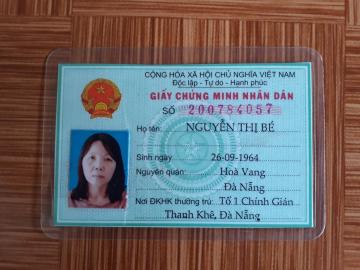 CỘNG HÒA XÃ HỘI CHỦ NGHĨA VIỆT NAM
Độc lập - Tự do - Hạnh phúc
GIẤY CHỨNG MINH NHÂN DÂN
SỐ 200784057
Họ tên: NGUYỄN THỊ BÉ
Sinh ngày 26-09-1964
Nguyên quán: Hoà Vang
Đà Nẵng
Nơi ĐKHK thường trú: Tổ 1 Chính Gián
Thanh Khê, Đà Nẵng